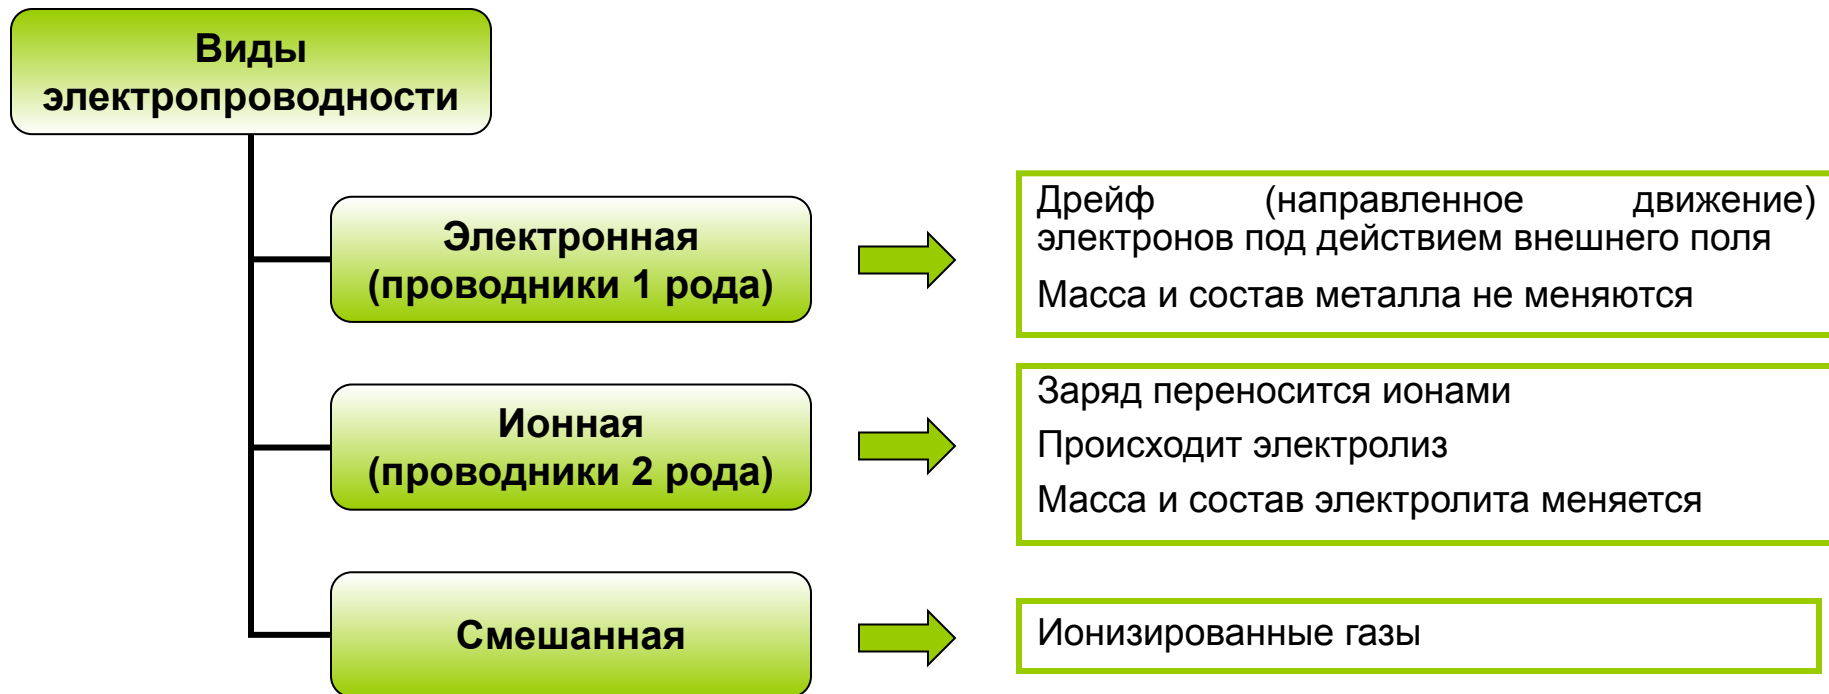 Виды
электропроводности
Электронная
(проводники 1 рода)
Дрейф (направленное движение)
электронов под действием внешнего поля
Масса и состав металла не меняются
Ионная
(проводники 2 рода)
Заряд переносится ионами
Происходит электролиз
Масса и состав электролита меняется
Смешанная
Ионизированные газы